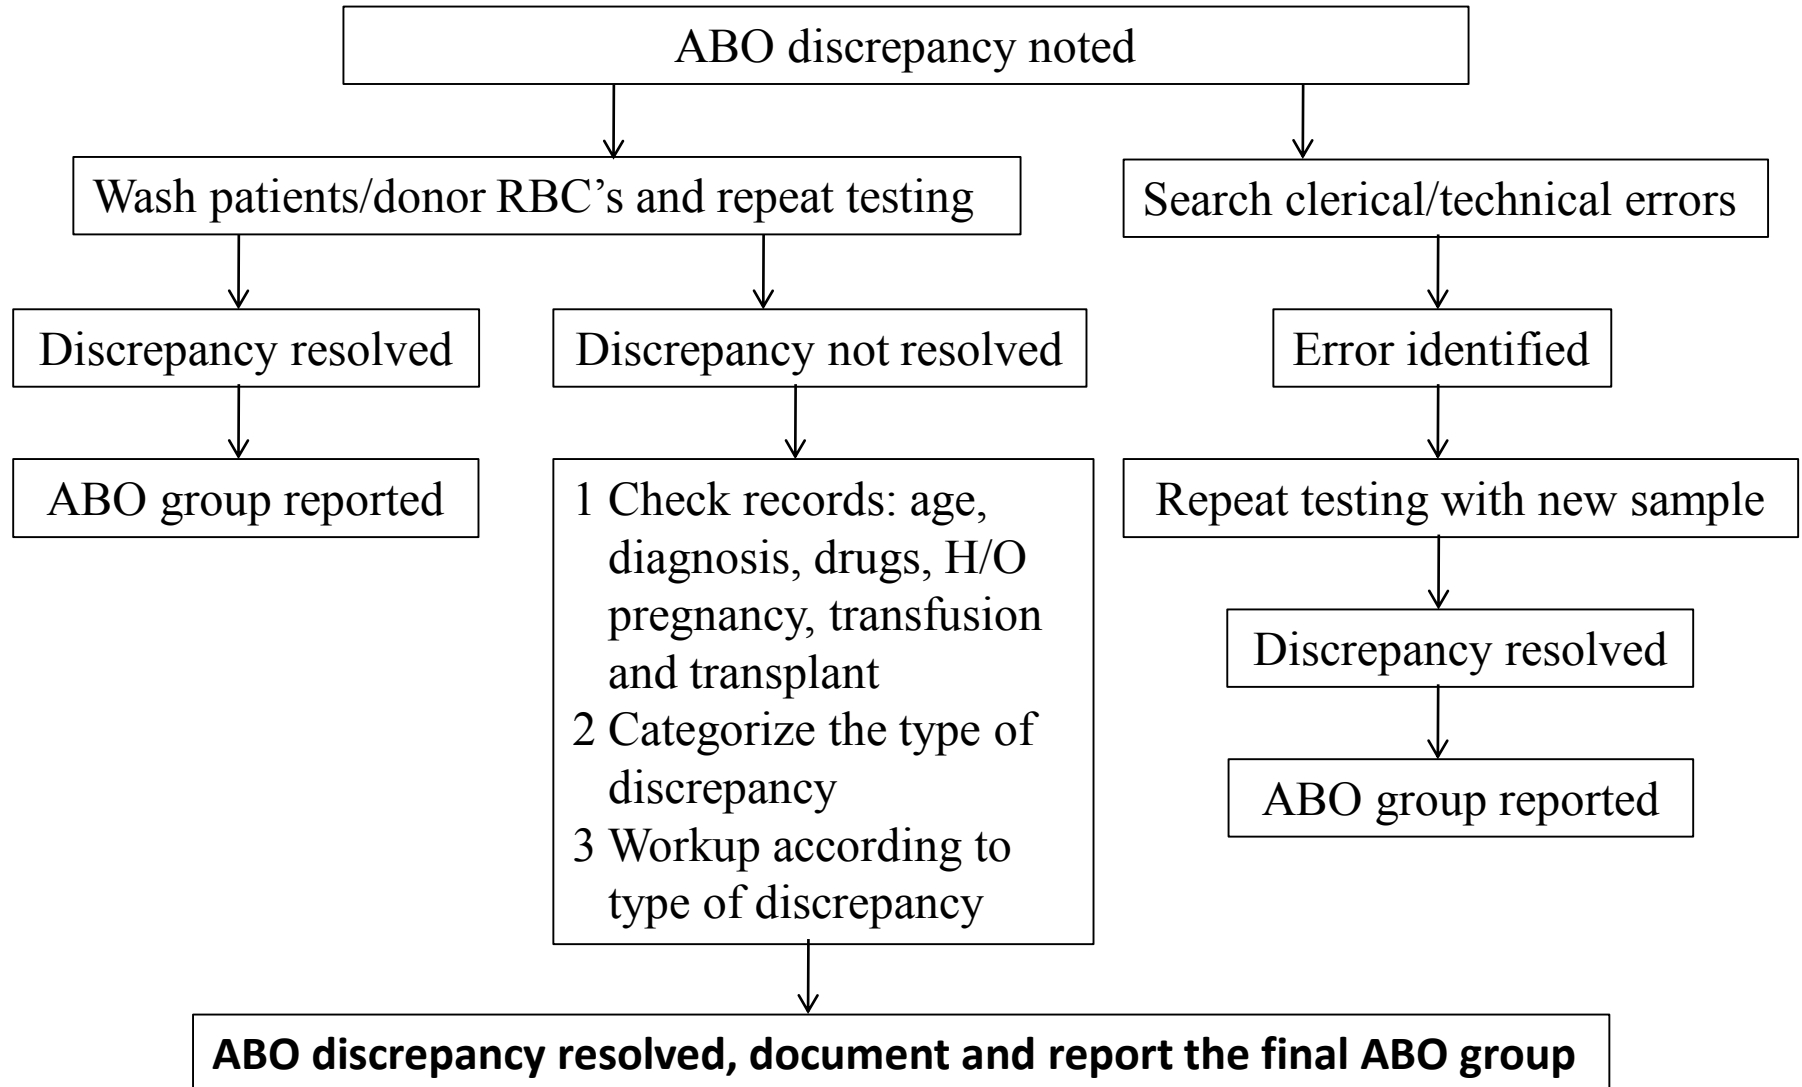 ABO discrepancy noted
Wash patients/donor RBC’s and repeat testing
Search clerical/technical errors
Discrepancy resolved
Discrepancy not resolved
Error identified
ABO group reported
1 Check records: age,
diagnosis, drugs, H/O
pregnancy, transfusion
and transplant
2 Categorize the type of
discrepancy
3 Workup according to
type of discrepancy
Repeat testing with new sample
Discrepancy resolved
ABO group reported
ABO discrepancy resolved, document and report the final ABO group